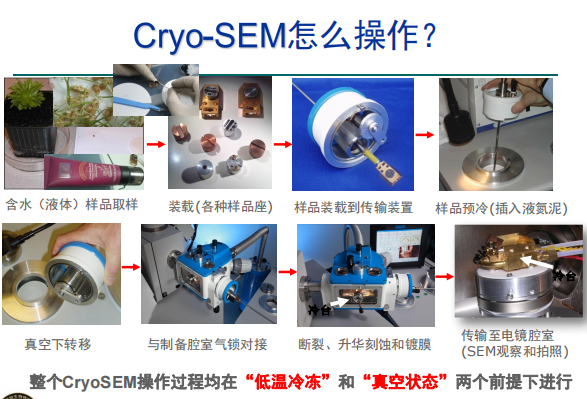 Cryo-SEM怎么操作？
含水（液体）样品取样
装载(各种样品座)
样品装载到传输装置
样品预冷(插入液氮泥)
冷台
冷台
真空下转移
与制备腔室气锁对接
断裂、升华刻蚀和镀膜
传输至电镜腔室
(SEM观察和拍照)
整个CryoSEM操作过程均在“低温冷冻”和“真空状态”两个前提下进行